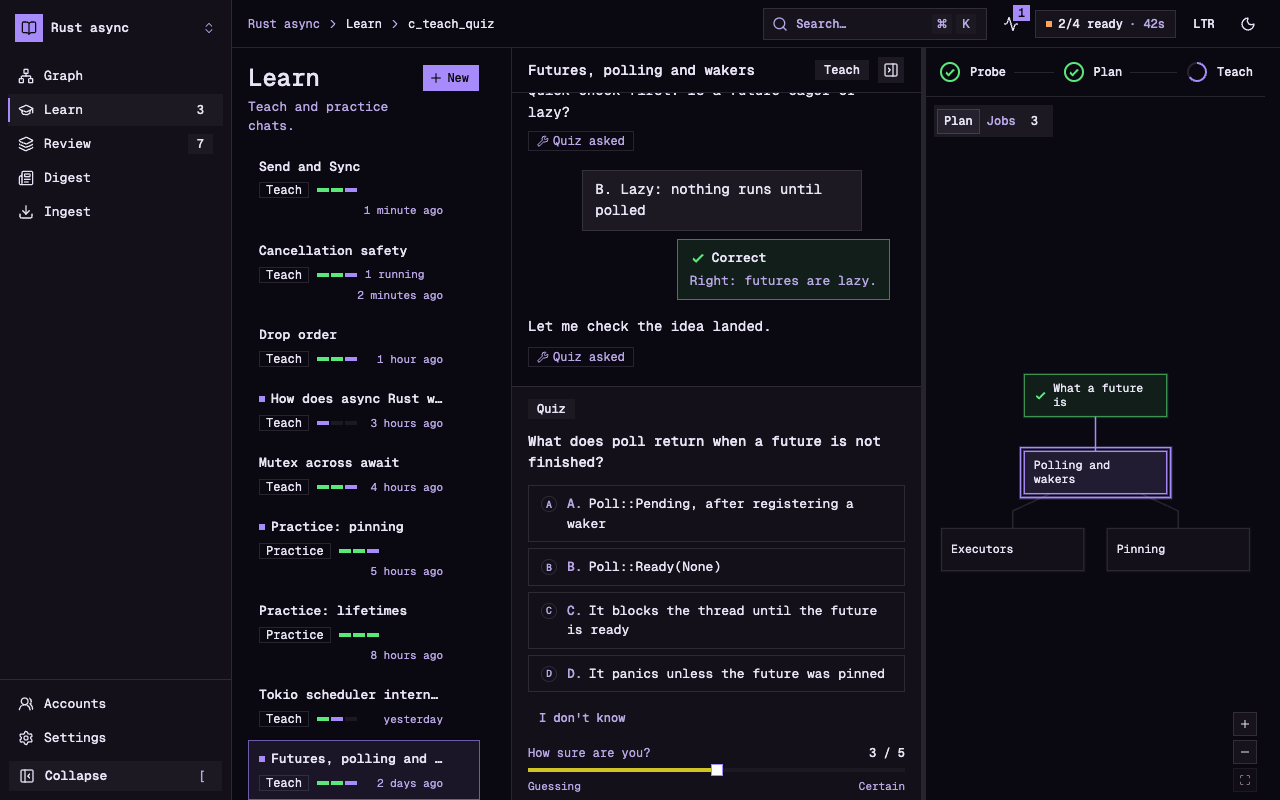 Rust async
Graph
Learn 3
Review 7
Digest
Ingest
Accounts
Settings
Collapse [
Rust async > Learn > c_teach_quiz
Search… ⌘ K
1
2/4 ready · 42s
LTR
Learn
+ New
Teach and practice
chats.
Send and Sync
Teach
1 minute ago
Cancellation safety
Teach 1 running
2 minutes ago
Drop order
Teach 1 hour ago
How does async Rust w…
Teach 3 hours ago
Mutex across await
Teach 4 hours ago
Practice: pinning
Practice
5 hours ago
Practice: lifetimes
Practice
8 hours ago
Tokio scheduler intern…
Teach yesterday
Futures, polling and …
Teach 2 days ago
Futures, polling and wakers
Teach
Quick check first: is a future eager or
lazy?
Quiz asked
B. Lazy: nothing runs until
polled
Correct
Right: futures are lazy.
Let me check the idea landed.
Quiz asked
Quiz
What does poll return when a future is not
finished?
A A. Poll::Pending, after registering a
waker
B B. Poll::Ready(None)
C C. It blocks the thread until the future
is ready
D D. It panics unless the future was pinned
I don't know
How sure are you? 3 / 5
Guessing Certain
Probe Plan Teach
Plan Jobs 3
What a future
is
Polling and
wakers
Executors
Pinning
+
−